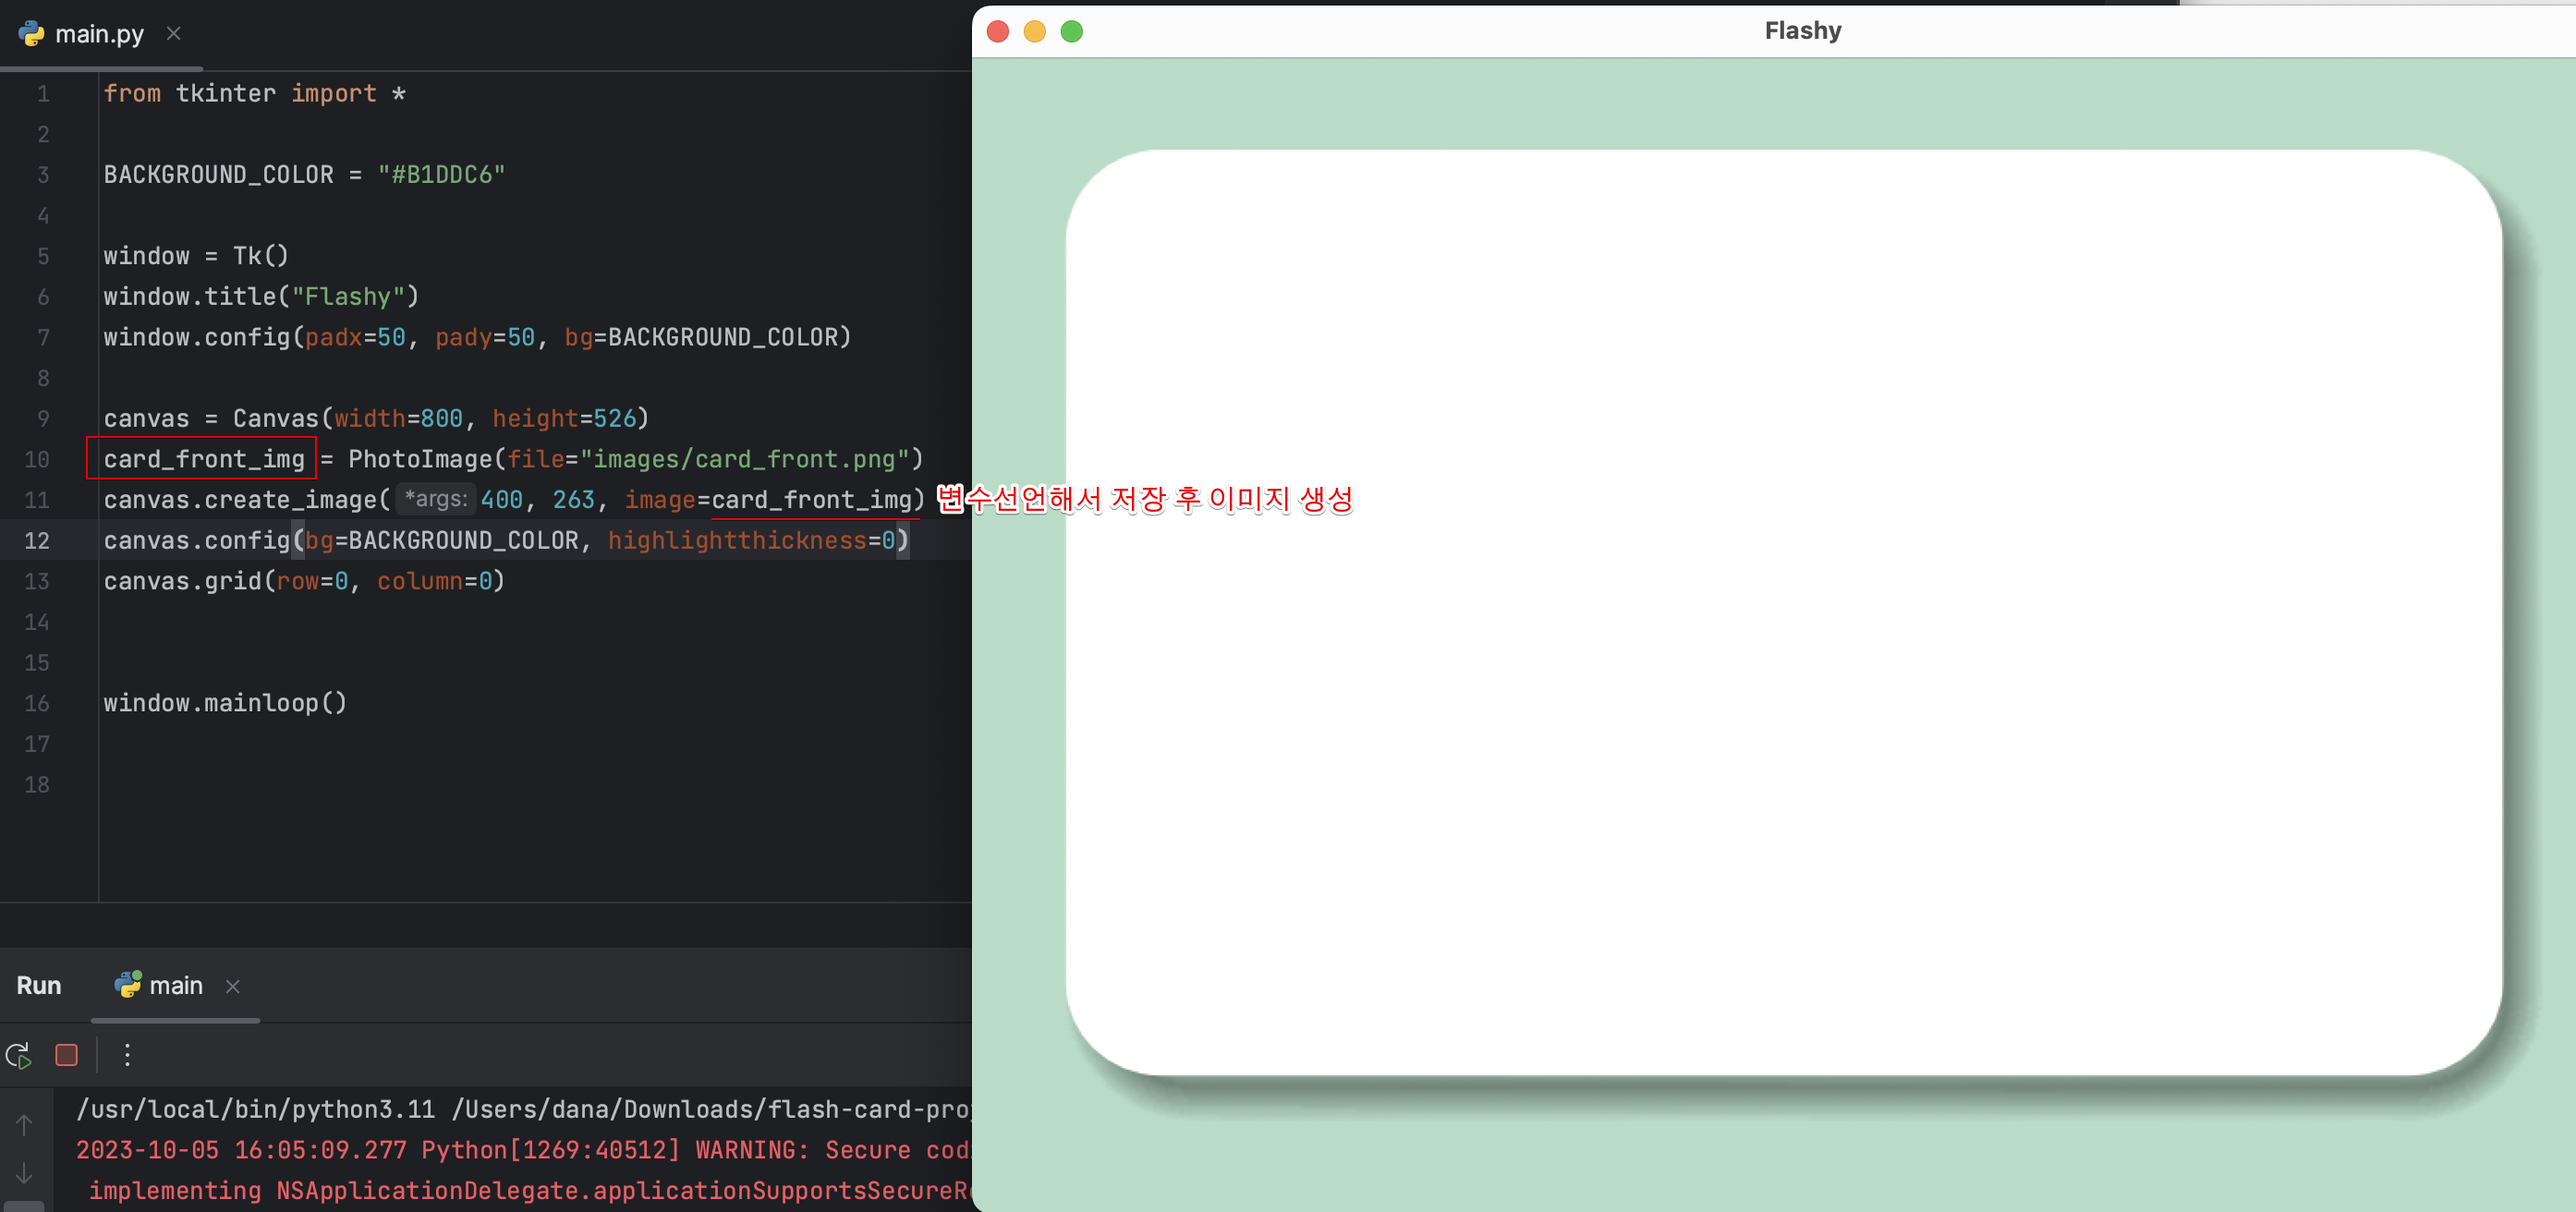 main.py
Flashy
1 from tkinter import *
2
3 BACKGROUND_COLOR = "#B1DDC6"
4
5 window = Tk()
6 window.title("Flashy")
7 window.config(padx=50, pady=50, bg=BACKGROUND_COLOR)
8
9 canvas = Canvas(width=800, height=526)
10 card_front_img = PhotoImage(file="images/card_front.png")
11 canvas.create_image( *args: 400, 263, image=card_front_img) 변수선언해서 저장 후 이미지 생성
12 canvas.config(bg=BACKGROUND_COLOR, highlightthickness=0)
13 canvas.grid(row=0, column=0)
14
15
16 window.mainloop()
17
18
Run main
/usr/local/bin/python3.11 /Users/dana/Downloads/flash-card-pro
2023-10-05 16:05:09.277 Python[1269:40512] WARNING: Secure cod
implementing NSApplicationDelegate.applicationSupportsSecureR